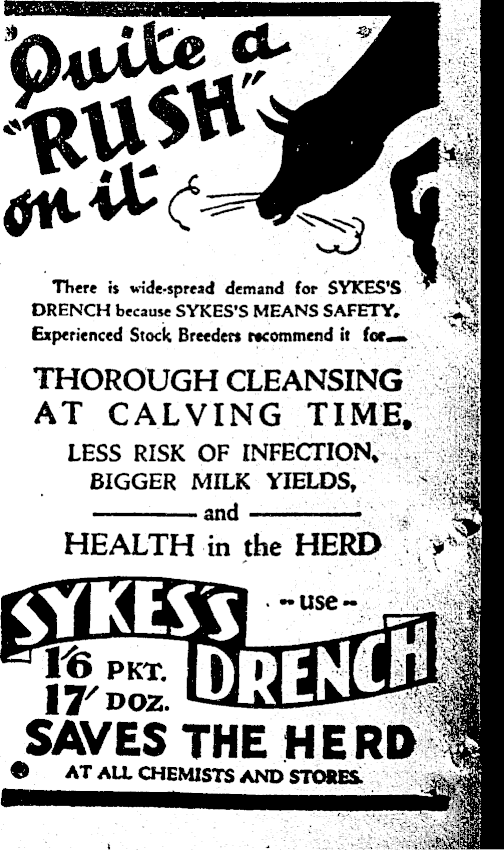 Quite a
"RUSH"
on it
There is wide-spread demand for SYKES'S
DRENCH because SYKES'S MEANS SAFETY.
Experienced Stock Breeders recommend it for—
THOROUGH CLEANSING
AT CALVING TIME,
LESS RISK OF INFECTION,
BIGGER MILK YIELDS,
and
HEALTH in the HERD
-- use --
SYKES'S
DRENCH
1/6 PKT.
17/ DOZ.
SAVES THE HERD
AT ALL CHEMISTS AND STORES.